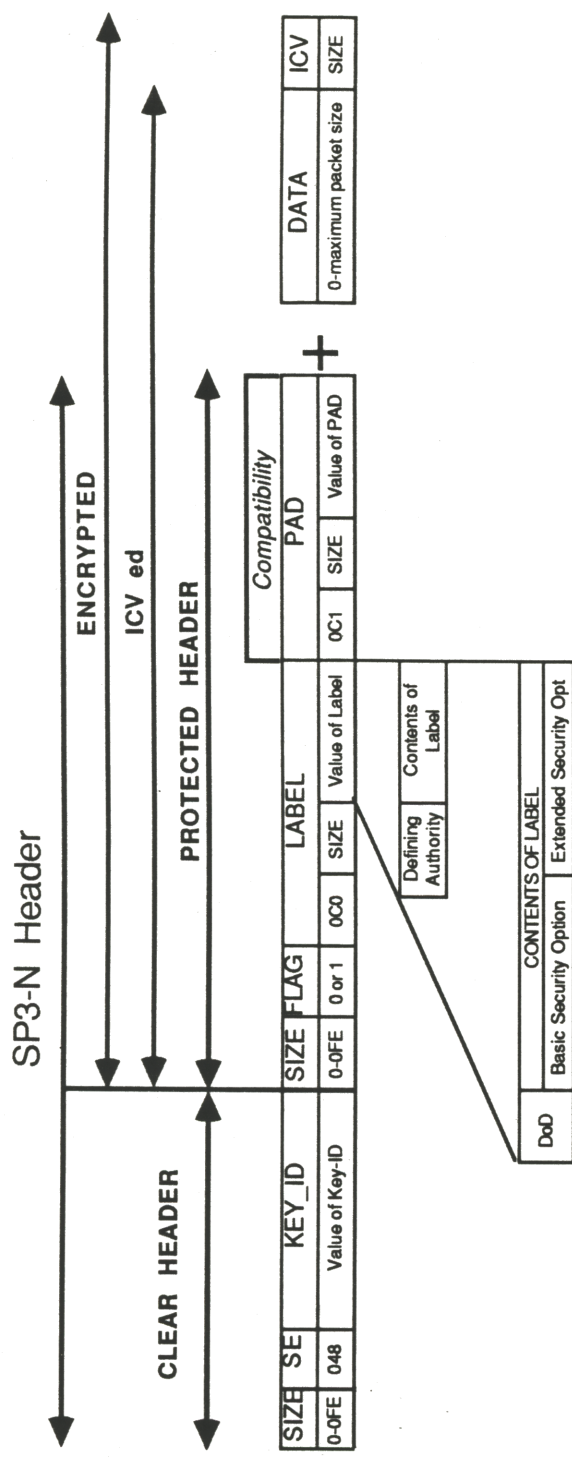 SP3-N Header
ENCRYPTED
ICV ed
CLEAR HEADER
PROTECTED HEADER
Compatibility
SIZE SE KEY_ID SIZE FLAG LABEL PAD + DATA ICV
0-0FE 048 Value of Key-ID 0-0FE 0 or 1 0C0 SIZE Value of Label 0C1 SIZE Value of PAD 0-maximum packet size SIZE
Defining Authority
Contents of Label
DoD
CONTENTS OF LABEL
Basic Security Option Extended Security Opt